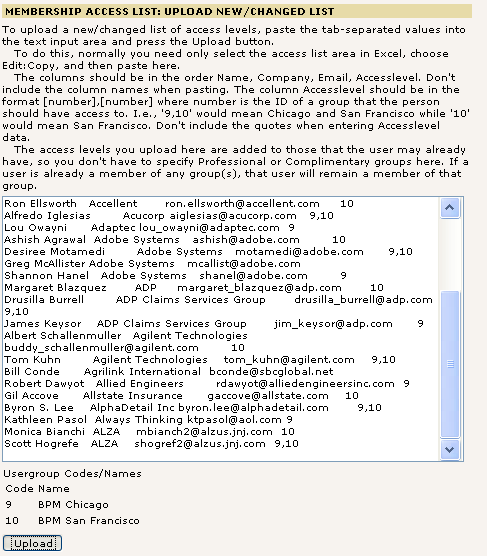 MEMBERSHIP ACCESS LIST: UPLOAD NEW/CHANGED LIST
To upload a new/changed list of access levels, paste the tab-separated values into
the text input area and press the Upload button.
To do this, normally you need only select the access list area in Excel, choose
Edit:Copy, and then paste here.
The columns should be in the order Name, Company, Email, Accesslevel. Don't
include the column names when pasting. The column Accesslevel should be in the
format [number],[number] where number is the ID of a group that the person
should have access to. I.e., '9,10' would mean Chicago and San Francisco while '10'
would mean San Francisco. Don't include the quotes when entering Accesslevel
data.
The access levels you upload here are added to those that the user may already
have, so you don't have to specify Professional or Complimentary groups here. If a
user is already a member of any group(s), that user will remain a member of that
group.
Ron Ellsworth Accellent ron.ellsworth@accellent.com 10
Alfredo Iglesias Acucorp aiglesias@acucorp.com 9,10
Lou Owayni Adaptec lou_owayni@adaptec.com 9
Ashish Agrawal Adobe Systems ashish@adobe.com 10
Desiree Motamedi Adobe Systems motamedi@adobe.com 9,10
Greg McAllister Adobe Systems mcallist@adobe.com
Shannon Hanel Adobe Systems shanel@adobe.com 9
Margaret Blazquez ADP margaret_blazquez@adp.com 10
Drusilla Burrell ADP Claims Services Group drusilla_burrell@adp.com
9,10
James Keysor ADP Claims Services Group jim_keysor@adp.com 9
Albert Schallenmuller Agilent Technologies
buddy_schallenmuller@agilent.com 10
Tom Kuhn Agilent Technologies tom_kuhn@agilent.com 9,10
Bill Conde Agrilink International bconde@sbcglobal.net
Robert Dawyot Allied Engineers rdawyot@alliedengineersinc.com 9
Gil Accove Allstate Insurance gaccove@allstate.com 10
Byron S. Lee AlphaDetail Inc byron.lee@alphadetail.com 9,10
Kathleen Pasol Always Thinking ktpasol@aol.com 9
Monica Bianchi ALZA mbianch2@alzus.jnj.com 10
Scott Hogrefe ALZA shogref2@alzus.jnj.com 9,10
Usergroup Codes/Names
Code Name
9 BPM Chicago
10 BPM San Francisco
Upload